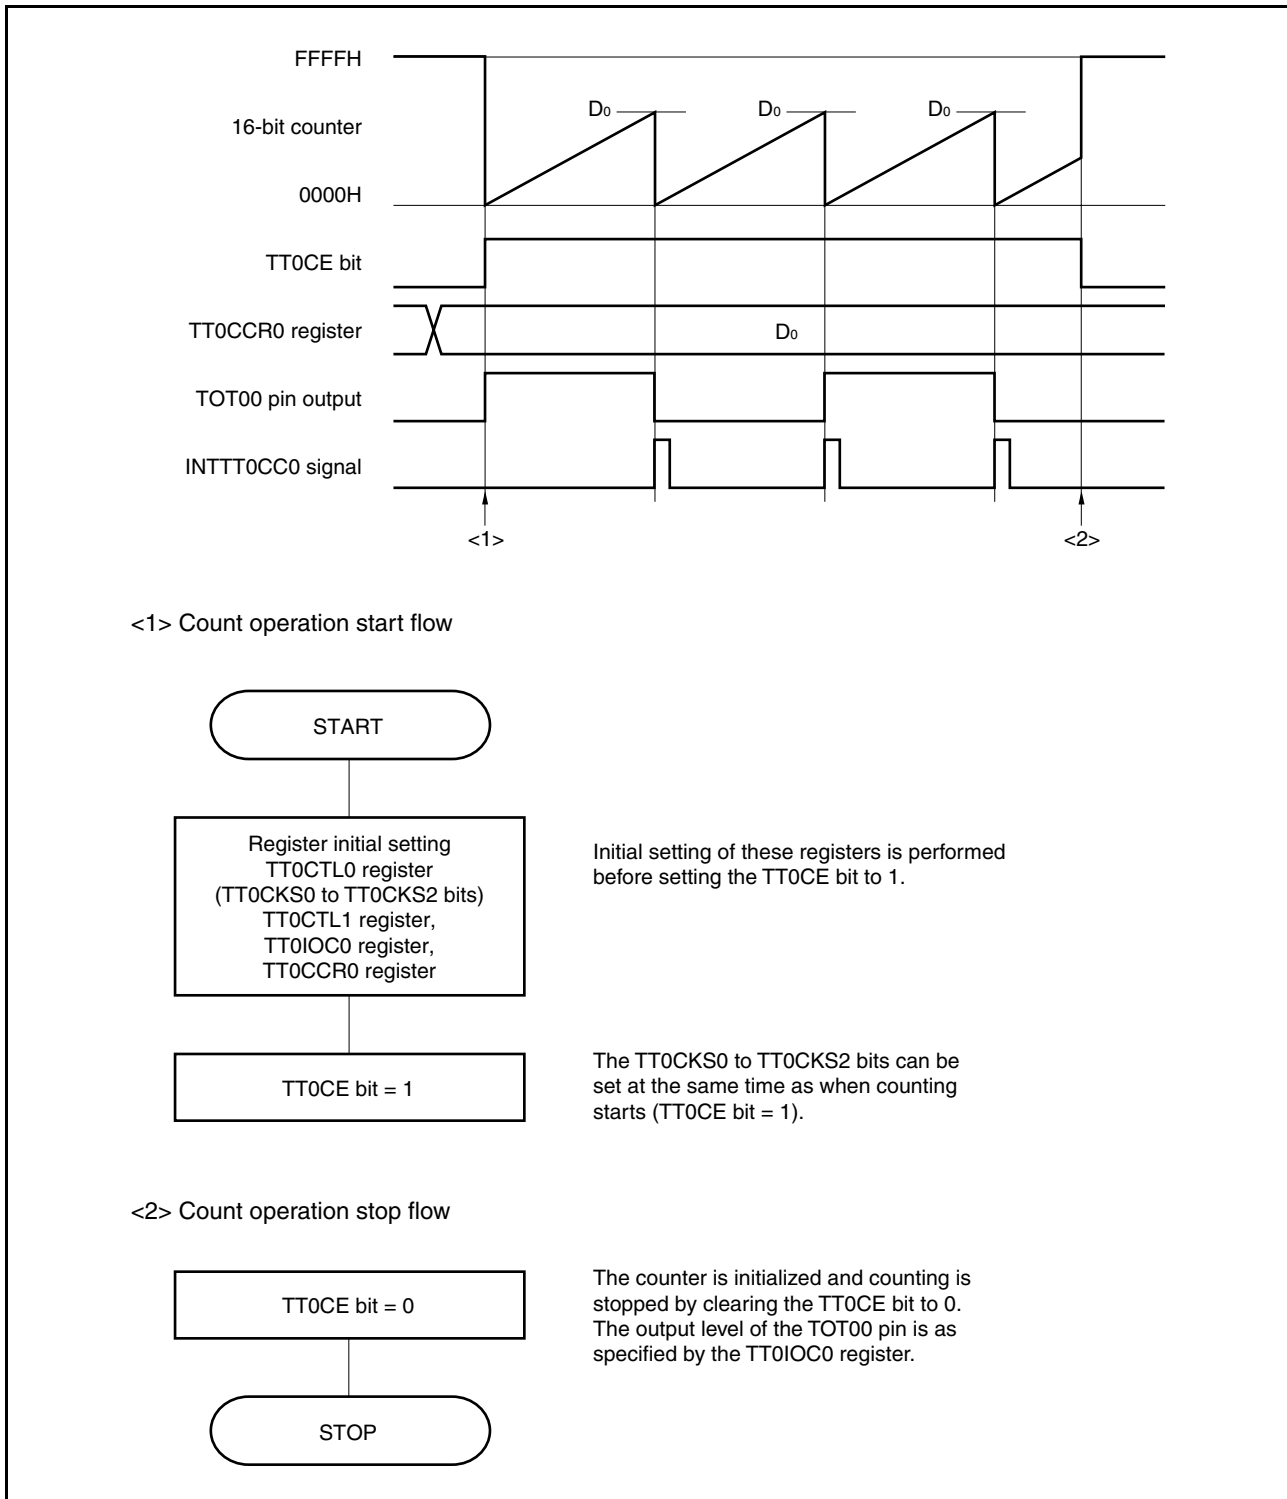 FFFFH
D0 D0 D0
16-bit counter
0000H
TT0CE bit
TT0CCR0 register
D0
TOT00 pin output
INTTT0CC0 signal
<1> <2>
<1> Count operation start flow
START
Register initial setting
TT0CTL0 register
(TT0CKS0 to TT0CKS2 bits)
TT0CTL1 register,
TT0IOC0 register,
TT0CCR0 register
Initial setting of these registers is performed
before setting the TT0CE bit to 1.
TT0CE bit = 1
The TT0CKS0 to TT0CKS2 bits can be
set at the same time as when counting
starts (TT0CE bit = 1).
<2> Count operation stop flow
TT0CE bit = 0
The counter is initialized and counting is
stopped by clearing the TT0CE bit to 0.
The output level of the TOT00 pin is as
specified by the TT0IOC0 register.
STOP